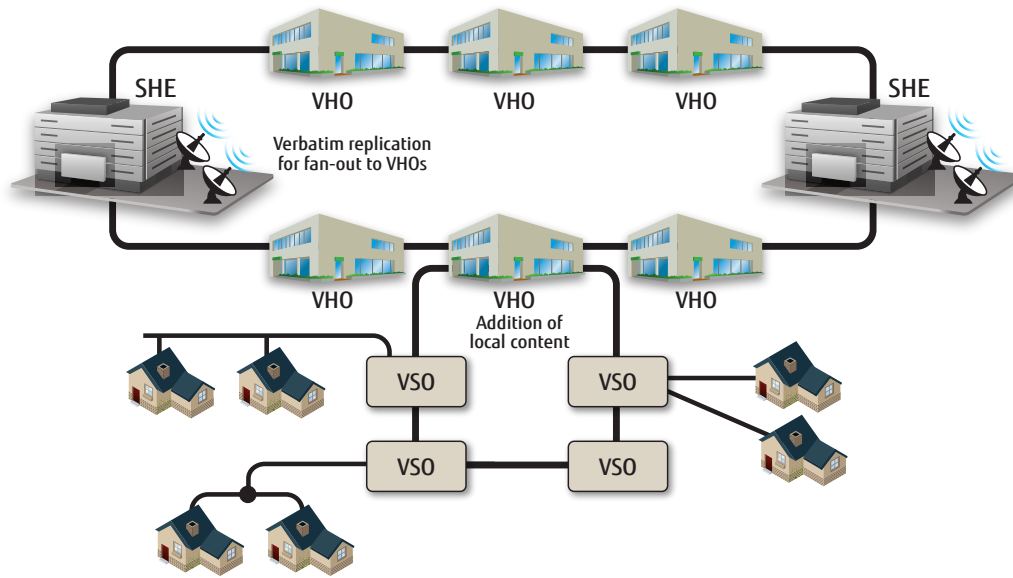 SHE
VHO
VHO
VHO
SHE
Verbatim replication
for fan-out to VHOs
VHO
VHO
VHO
Addition of
local content
VSO
VSO
VSO
VSO